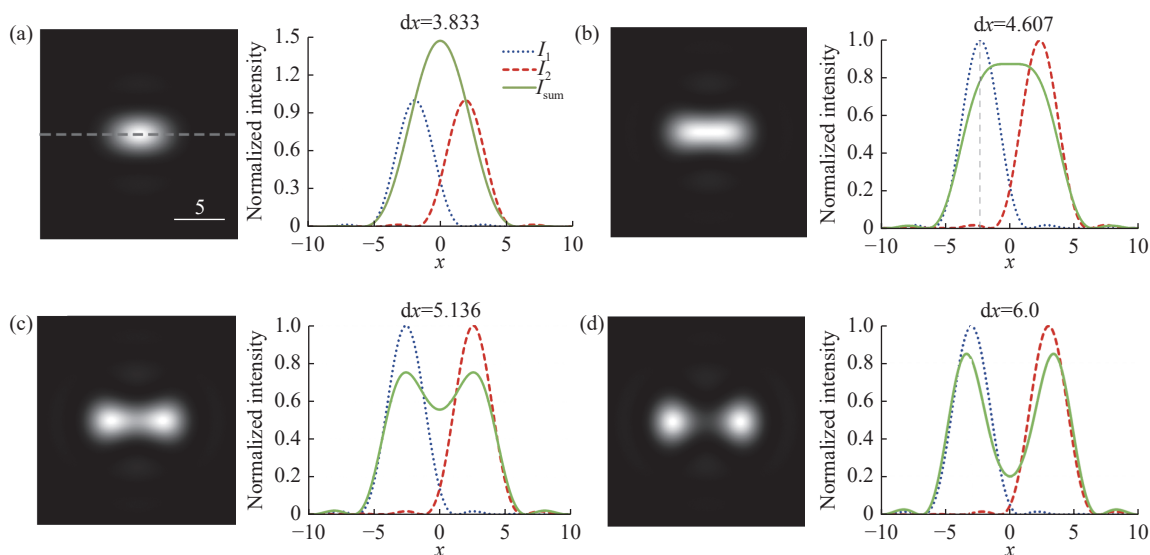 (a)
5
dx=3.833
Normalized intensity
1.5
1.2
0.9
0.6
0.3
0
−10
−5
0
5
10
x
I1
I2
Isum
(b)
dx=4.607
Normalized intensity
1.0
0.8
0.6
0.4
0.2
0
−10
−5
0
5
10
x
(c)
dx=5.136
Normalized intensity
1.0
0.8
0.6
0.4
0.2
0
−10
−5
0
5
10
x
(d)
dx=6.0
Normalized intensity
1.0
0.8
0.6
0.4
0.2
0
−10
−5
0
5
10
x